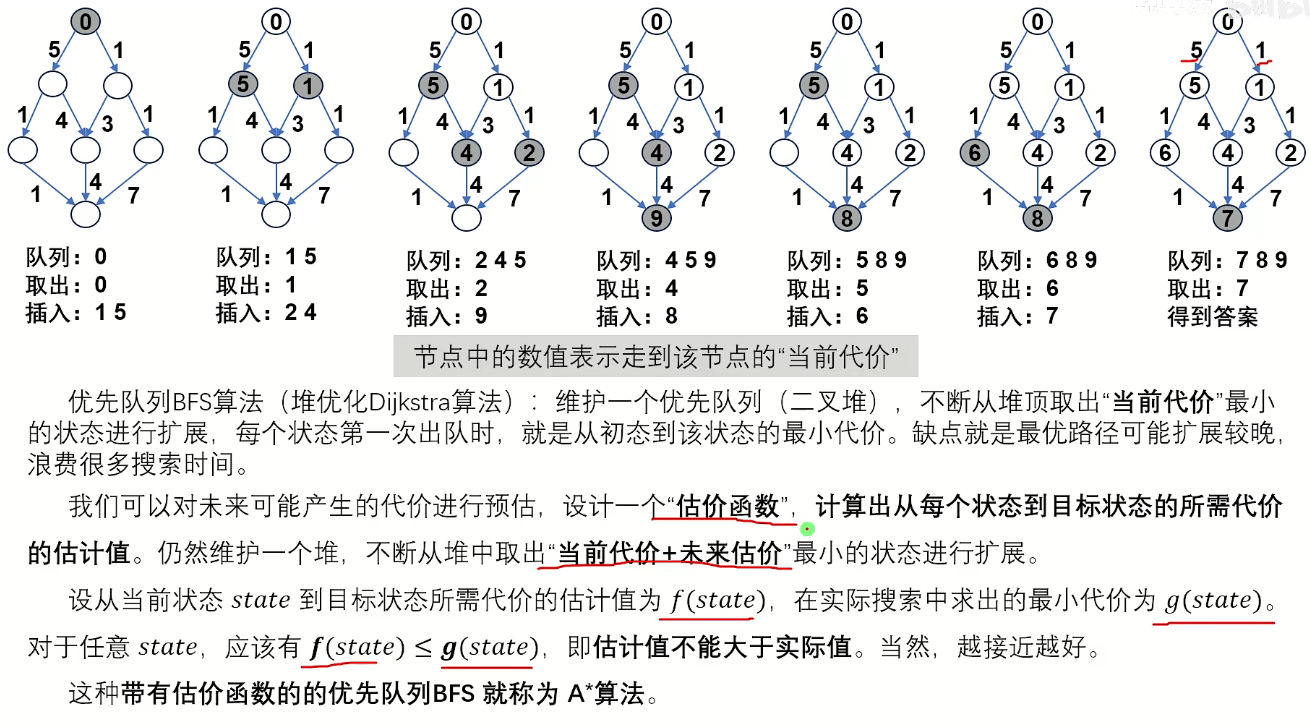 0 0 0 0 0 0 0
5 1 5 1 5 1 5 1 5 1 5 1 5 1
5 1 5 1 5 1 5 1 5 1 5 1
1 4 3 1 1 4 3 1 1 4 3 1 1 4 3 1 1 4 3 1 1 4 3 1 1 4 3 1
4 2 4 2 4 2 6 4 2 6 4 2
1 4 7 1 4 7 1 4 7 1 4 7 1 4 7 1 4 7 1 4 7
9 8 8 7
队列：0 队列：1 5 队列：2 4 5 队列：4 5 9 队列：5 8 9 队列：6 8 9 队列：7 8 9
取出：0 取出：1 取出：2 取出：4 取出：5 取出：6 取出：7
插入：1 5 插入：2 4 插入：9 插入：8 插入：6 插入：7 得到答案
节点中的数值表示走到该节点的“当前代价”
优先队列BFS算法（堆优化Dijkstra算法）：维护一个优先队列（二叉堆），不断从堆顶取出“当前代价”最小
的状态进行扩展，每个状态第一次出队时，就是从初态到该状态的最小代价。缺点就是最优路径可能扩展较晚，
浪费很多搜索时间。
我们可以对未来可能产生的代价进行预估，设计一个“估价函数”，计算出从每个状态到目标状态的所需代价
的估计值。仍然维护一个堆，不断从堆中取出“当前代价+未来估价”最小的状态进行扩展。
设从当前状态 state 到目标状态所需代价的估计值为 f(state)，在实际搜索中求出的最小代价为 g(state)。
对于任意 state，应该有 f(state) ≤ g(state)，即估计值不能大于实际值。当然，越接近越好。
这种带有估价函数的的优先队列BFS 就称为 A*算法。